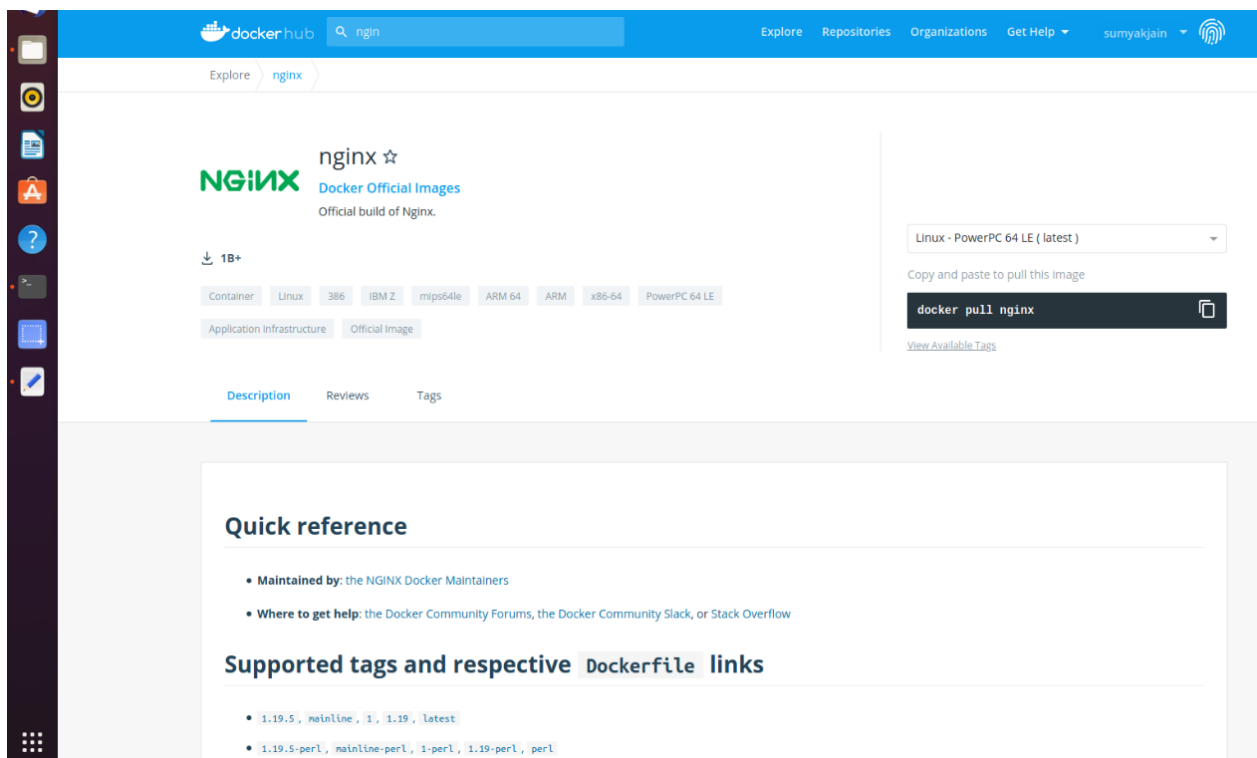 docker hub
ngin
Explore Repositories Organizations Get Help sumyakjain
Explore nginx
NGINX
nginx
Docker Official Images
Official build of Nginx.
1B+
Container Linux 386 IBM Z mips64le ARM 64 ARM x86-64 PowerPC 64 LE
Application Infrastructure Official Image
Linux - PowerPC 64 LE ( latest )
Copy and paste to pull this image
docker pull nginx
View Available Tags
Description Reviews Tags
Quick reference
• Maintained by: the NGINX Docker Maintainers
• Where to get help: the Docker Community Forums, the Docker Community Slack, or Stack Overflow
Supported tags and respective Dockerfile links
• 1.19.5, mainline, 1, 1.19, latest
• 1.19.5-perl, mainline-perl, 1-perl, 1.19-perl, perl